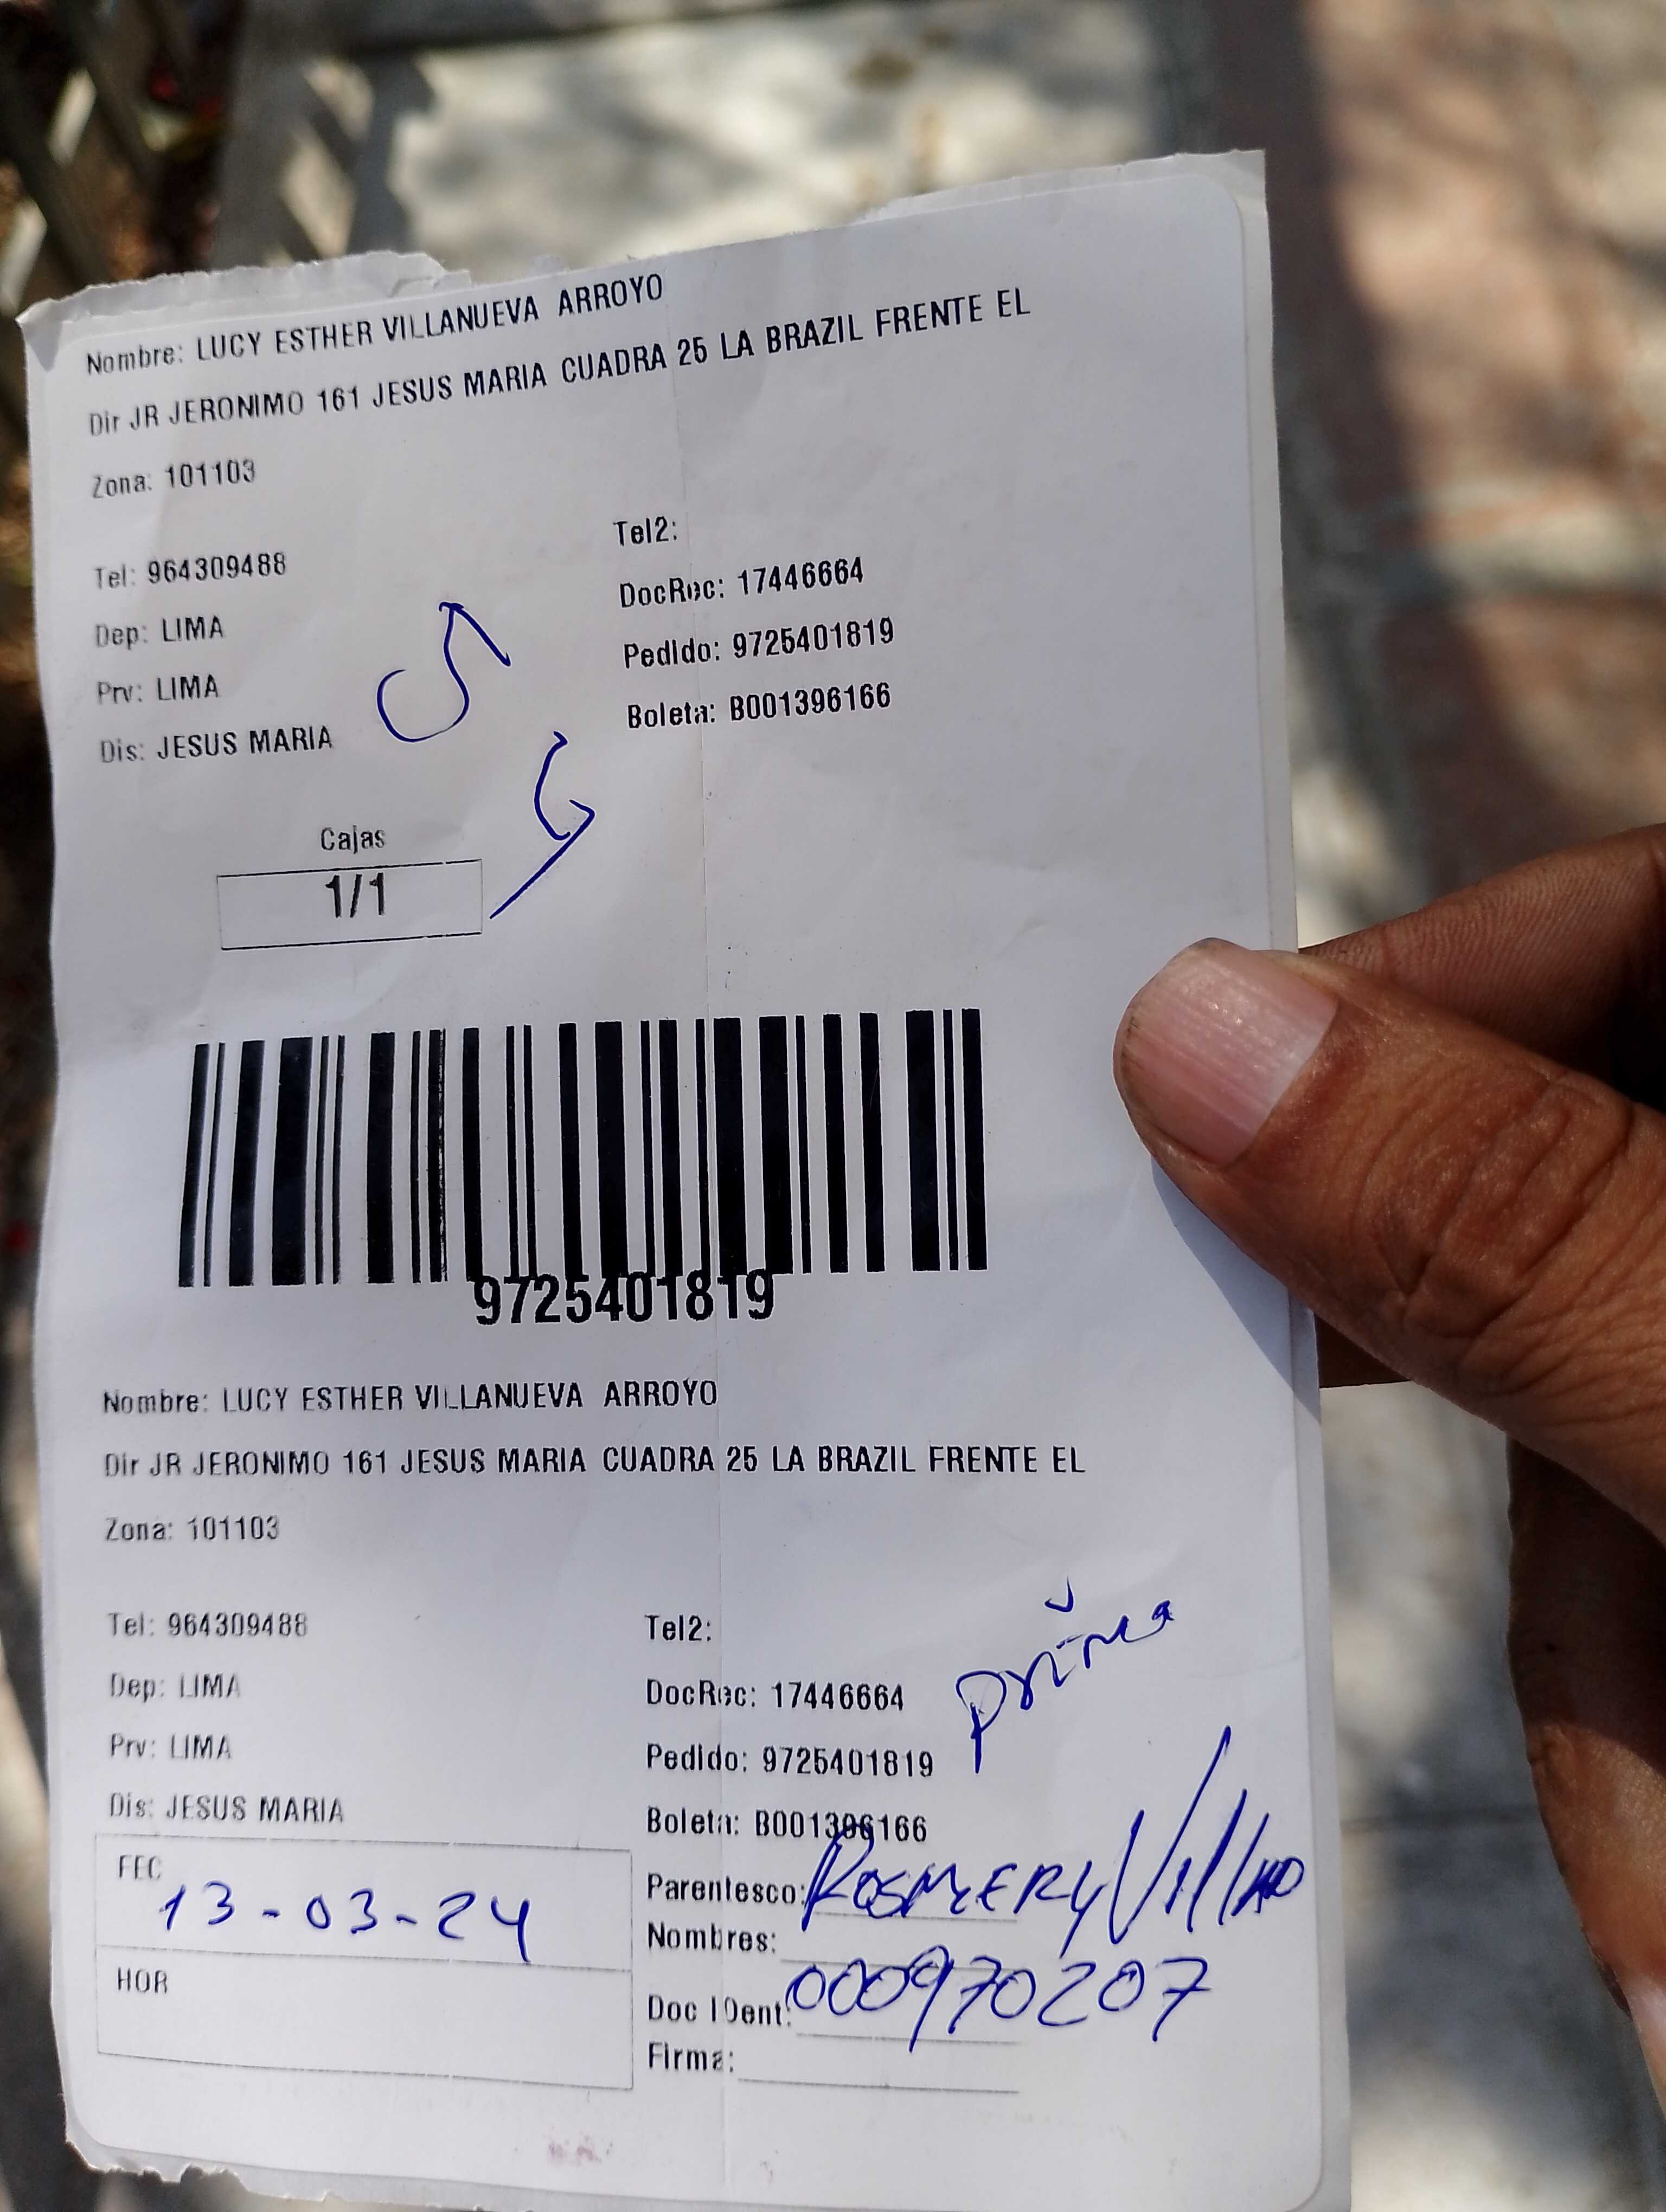 Nombre: LUCY ESTHER VILLANUEVA ARROYO
Dir JR JERONIMO 161 JESUS MARIA CUADRA 25 LA BRAZIL FRENTE EL
Zona: 101103
Tel2:
Tel: 964309488
DocRec: 17446664
Dep: LIMA
Pedido: 9725401819
Prv: LIMA
Boleta: B001396166
Dis: JESUS MARIA
Cajas
1/1
9725401819
Nombre: LUCY ESTHER VILLANUEVA ARROYO
Dir JR JERONIMO 161 JESUS MARIA CUADRA 25 LA BRAZIL FRENTE EL
Zona: 101103
Tel: 964309488
Tel2:
Dep: LIMA
DocRec: 17446664
Prv: LIMA
Pedido: 9725401819
Dis: JESUS MARIA
Boleta: B001396166
FEC
13-03-24
Parentesco: ROSMERY
Nombres:
HOR
Doc IDent: 000970207
Firma: